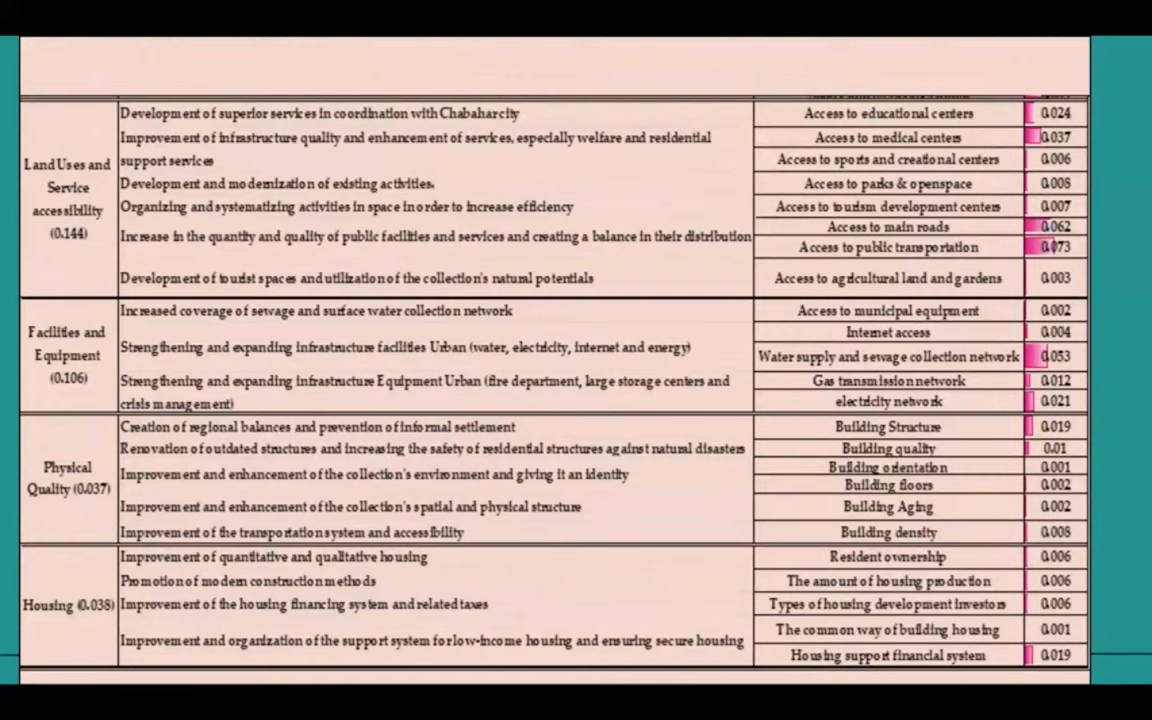 Land Uses and
Service
accessibility
(0.144)
Development of superior services in coordination with Chabahar city
Improvement of infrastructure quality and enhancement of services, especially welfare and residential
support services
Development and modernization of existing activities.
Organizing and systematizing activities in space in order to increase efficiency
Increase in the quantity and quality of public facilities and services and creating a balance in their distribution
Development of tourist spaces and utilization of the collection's natural potentials
Access to educational centers 0.024
Access to medical centers 0.037
Access to sports and creational centers 0.006
Access to parks & openspace 0.008
Access to tourism development centers 0.007
Access to main roads 0.062
Access to public transportation 0.073
Access to agricultural land and gardens 0.003
Facilities and
Equipment
(0.106)
Increased coverage of sewage and surface water collection network
Strengthening and expanding infrastructure facilities Urban (water, electricity, internet and energy)
Strengthening and expanding infrastructure Equipment Urban (fire department, large storage centers and
crisis management)
Access to municipal equipment 0.002
Internet access 0.004
Water supply and sewage collection network 0.053
Gas transmission network 0.012
electricity network 0.021
Physical
Quality (0.037)
Creation of regional balances and prevention of informal settlement
Renovation of outdated structures and increasing the safety of residential structures against natural disasters
Improvement and enhancement of the collection's environment and giving it an identity
Improvement and enhancement of the collection's spatial and physical structure
Improvement of the transportation system and accessibility
Building Structure 0.019
Building quality 0.01
Building orientation 0.001
Building floors 0.002
Building Aging 0.002
Building density 0.008
Housing (0.038)
Improvement of quantitative and qualitative housing
Promotion of modern construction methods
Improvement of the housing financing system and related taxes
Improvement and organization of the support system for low-income housing and ensuring secure housing
Resident ownership 0.006
The amount of housing production 0.006
Types of housing development investors 0.006
The common way of building housing 0.001
Housing support financial system 0.019